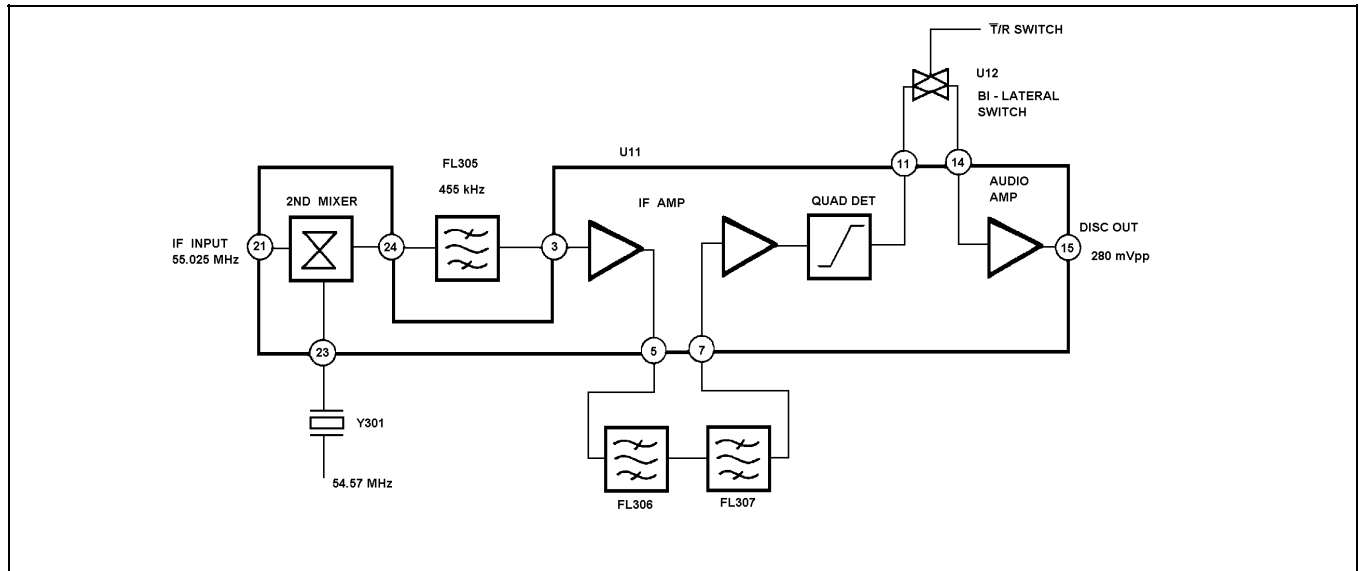 T̅/R SWITCH
U12
BI - LATERAL
SWITCH
U11
FL305
455 kHz
11
14
2ND MIXER
IF AMP
QUAD DET
AUDIO
AMP
IF INPUT
55.025 MHz
21
24
3
DISC OUT
15
280 mVpp
23
5
7
Y301
54.57 MHz
FL306
FL307